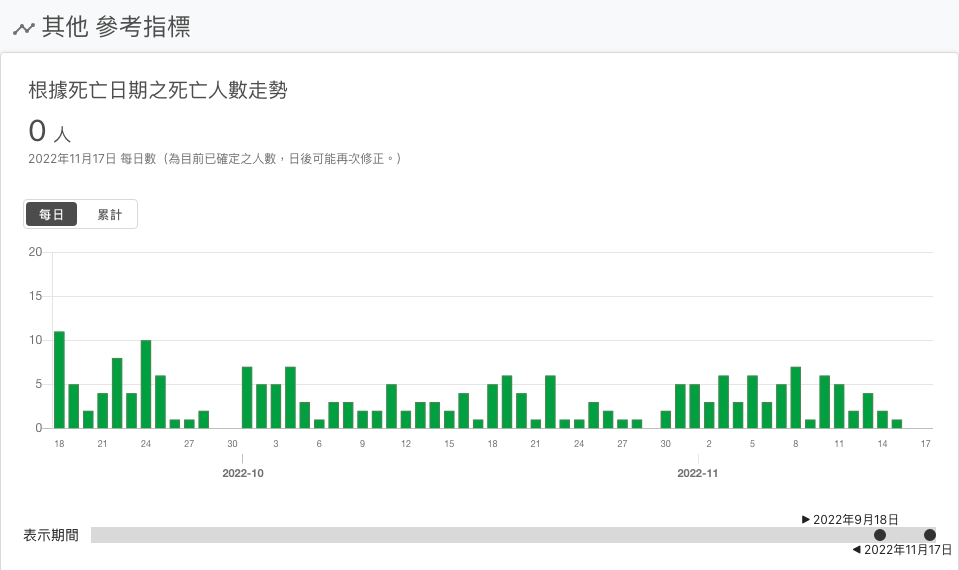 其他 參考指標
根據死亡日期之死亡人數走勢
0 人
2022年11月17日 每日數（為目前已確定之人數，日後可能再次修正。）
每日 累計
20
15
10
5
0
18 21 24 27 30 3 6 9 12 15 18 21 24 27 30 2 5 8 11 14 17
2022-10 2022-11
▶ 2022年9月18日
表示期間
◀ 2022年11月17日